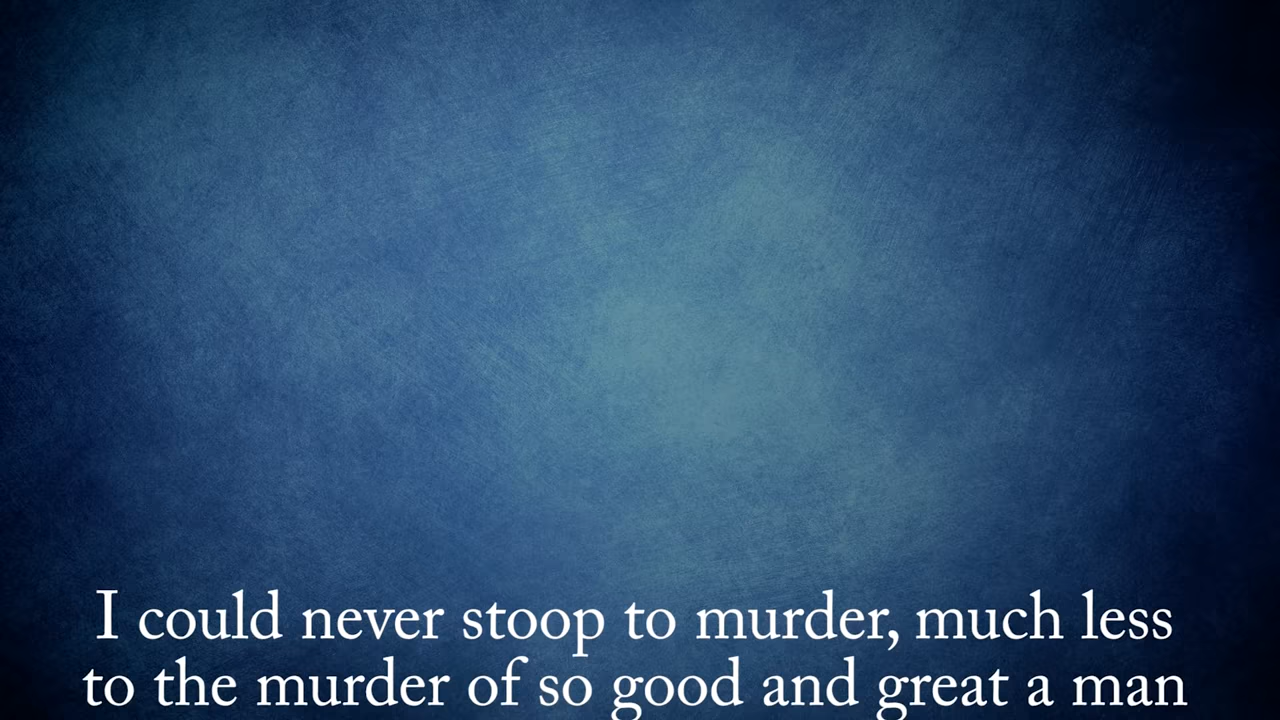 I could never stoop to murder, much less
to the murder of so good and great a man